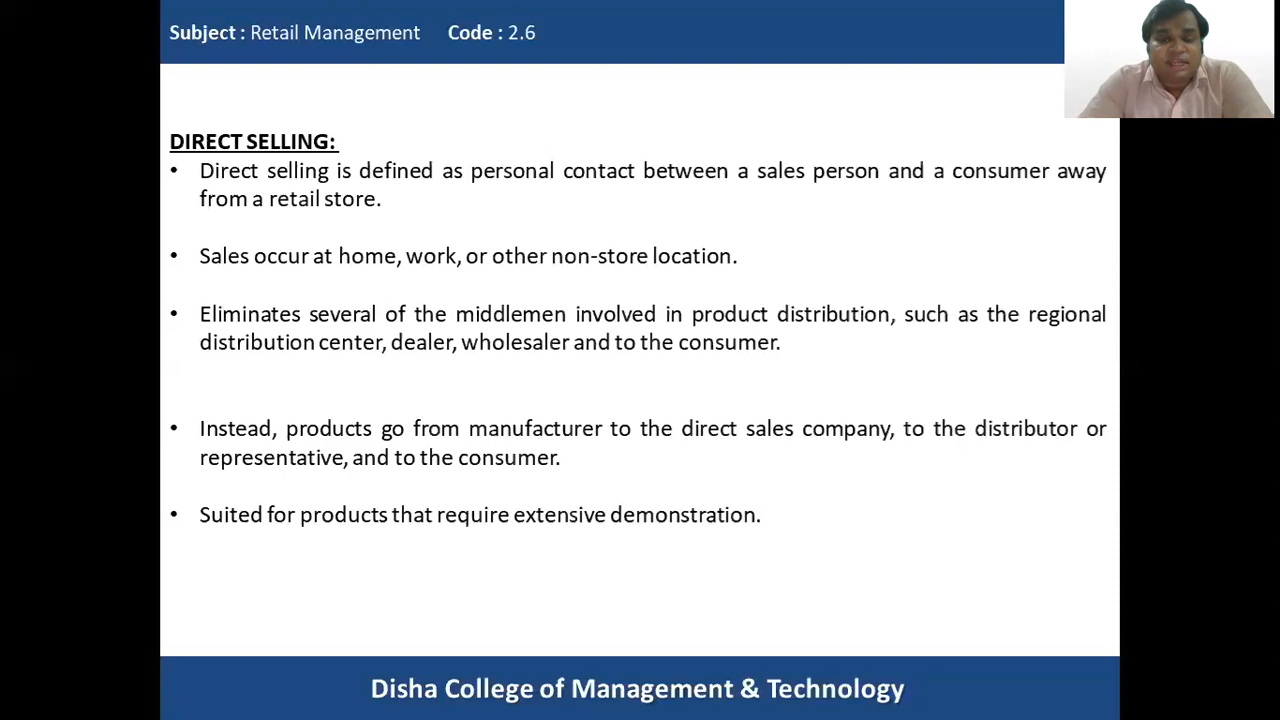 Subject : Retail Management Code : 2.6
DIRECT SELLING:
• Direct selling is defined as personal contact between a sales person and a consumer away
from a retail store.
• Sales occur at home, work, or other non-store location.
• Eliminates several of the middlemen involved in product distribution, such as the regional
distribution center, dealer, wholesaler and to the consumer.
• Instead, products go from manufacturer to the direct sales company, to the distributor or
representative, and to the consumer.
• Suited for products that require extensive demonstration.
Disha College of Management & Technology